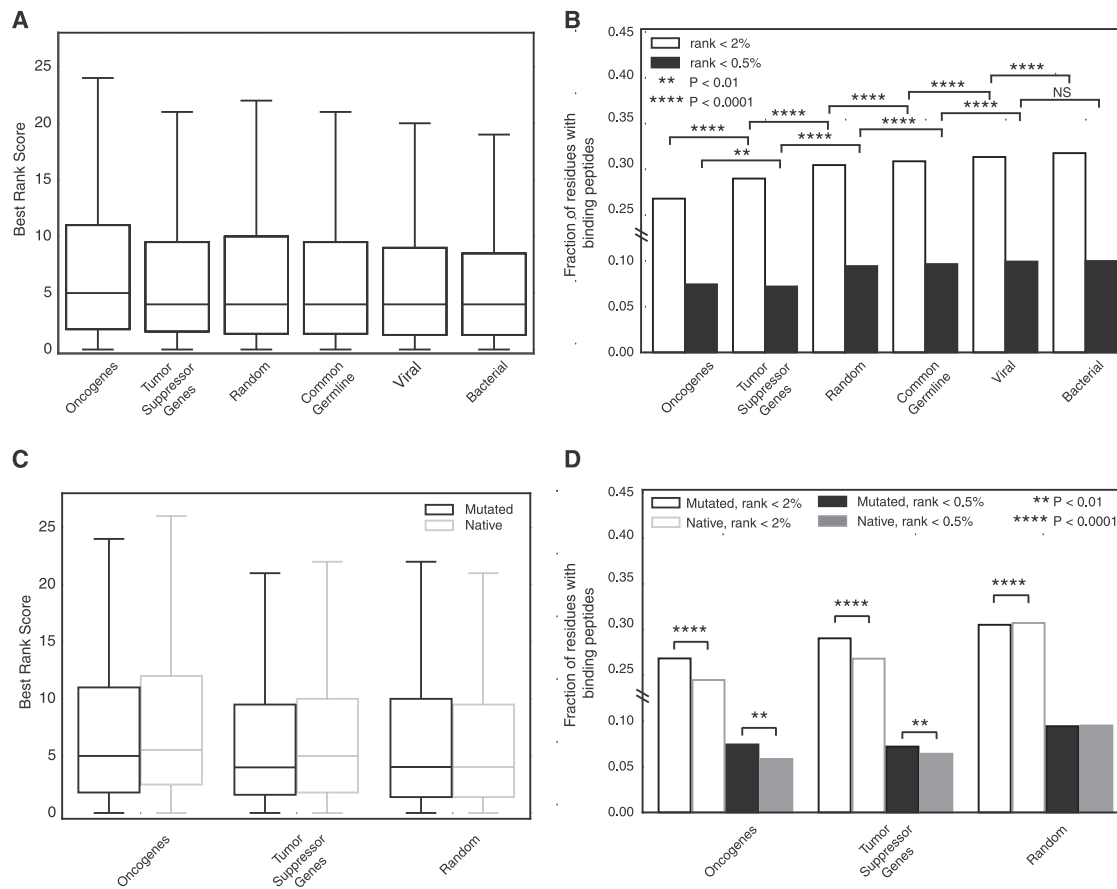 A
Best Rank Score
25
20
15
10
5
0
Oncogenes
Tumor
Suppressor
Genes
Random
Common
Germline
Viral
Bacterial
B
Fraction of residues with
binding peptides
0.45
0.40
0.35
0.30
0.25
0.10
0.05
0.00
rank < 2%
rank < 0.5%
** P < 0.01
**** P < 0.0001
****
****
****
****
****
**
****
****
****
NS
Oncogenes
Tumor
Suppressor
Genes
Random
Common
Germline
Viral
Bacterial
C
Best Rank Score
25
20
15
10
5
0
Mutated
Native
Oncogenes
Tumor
Suppressor
Genes
Random
D
Fraction of residues with
binding peptides
0.45
0.40
0.35
0.30
0.25
0.10
0.05
0.00
Mutated, rank < 2%
Mutated, rank < 0.5%
** P < 0.01
Native, rank < 2%
Native, rank < 0.5%
**** P < 0.0001
****
**
****
**
****
Oncogenes
Tumor
Suppressor
Genes
Random